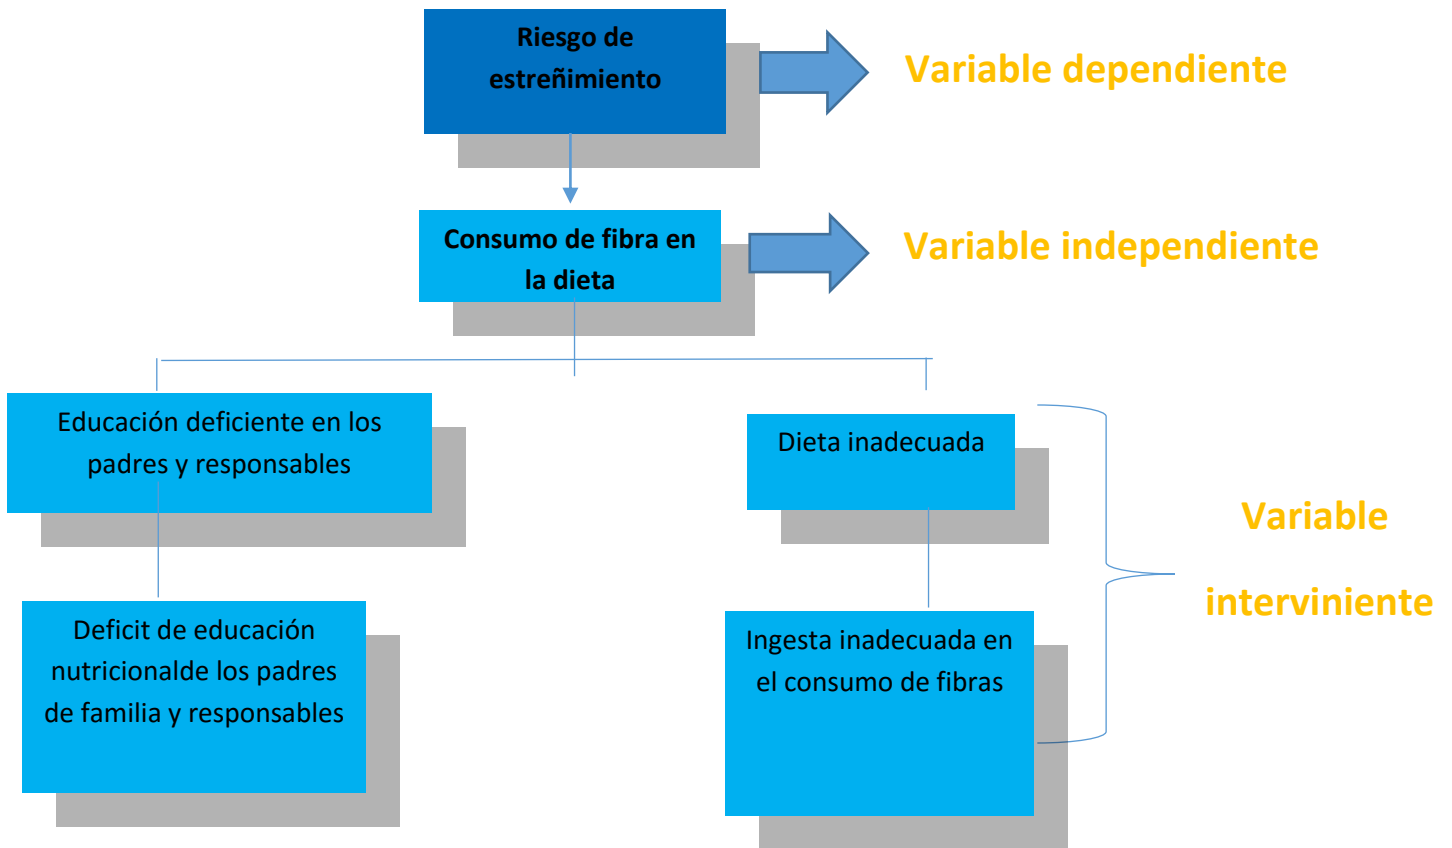 Riesgo de
estreñimiento
Variable dependiente
Consumo de fibra en
la dieta
Variable independiente
Educación deficiente en los
padres y responsables
Dieta inadecuada
Variable
interviniente
Deficit de educación
nutricionalde los padres
de familia y responsables
Ingesta inadecuada en
el consumo de fibras